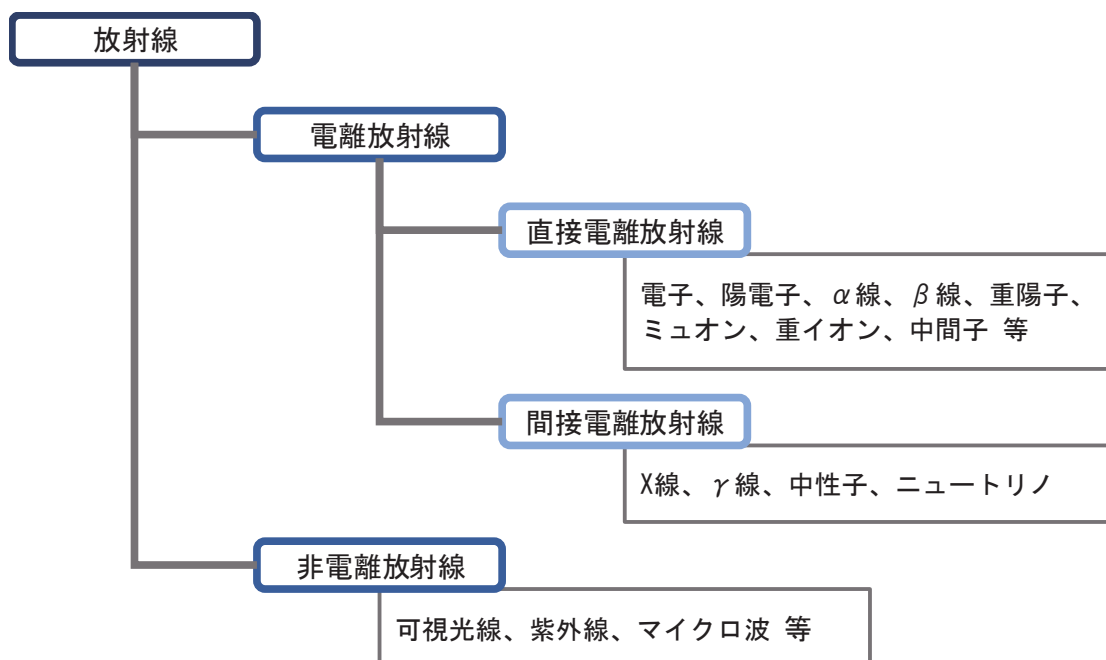 放射線
電離放射線
直接電離放射線
電子、陽電子、α線、β線、重陽子、
ミュオン、重イオン、中間子 等
間接電離放射線
X線、γ線、中性子、ニュートリノ
非電離放射線
可視光線、紫外線、マイクロ波 等